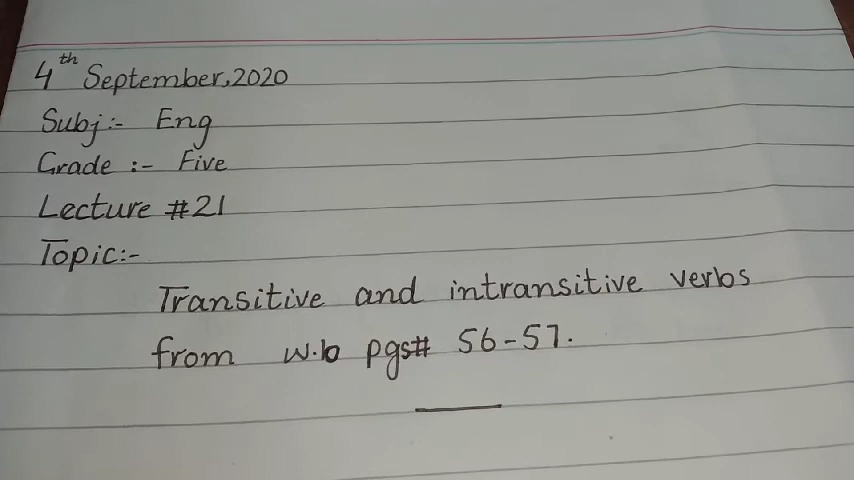 4th September, 2020
Subj:- Eng
Grade :- Five
Lecture #21
Topic:-
Transitive and intransitive verbs
from w.b pgs# 56-57.